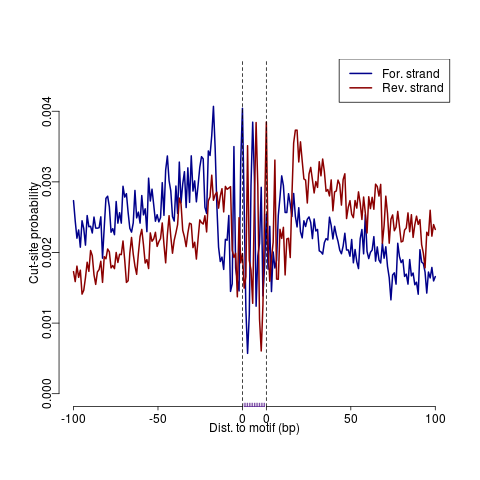 For. strand
Rev. strand
Cut-site probability
0.004
0.003
0.002
0.001
0.000
-100
-50
0
0
50
100
Dist. to motif (bp)